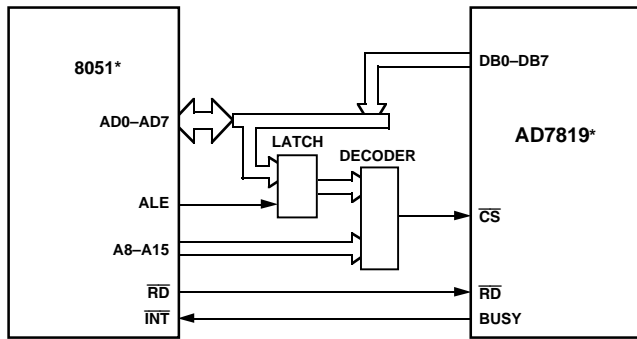 8051*
AD0–AD7
ALE
A8–A15
RD
INT
LATCH
DECODER
DB0–DB7
AD7819*
CS
RD
BUSY